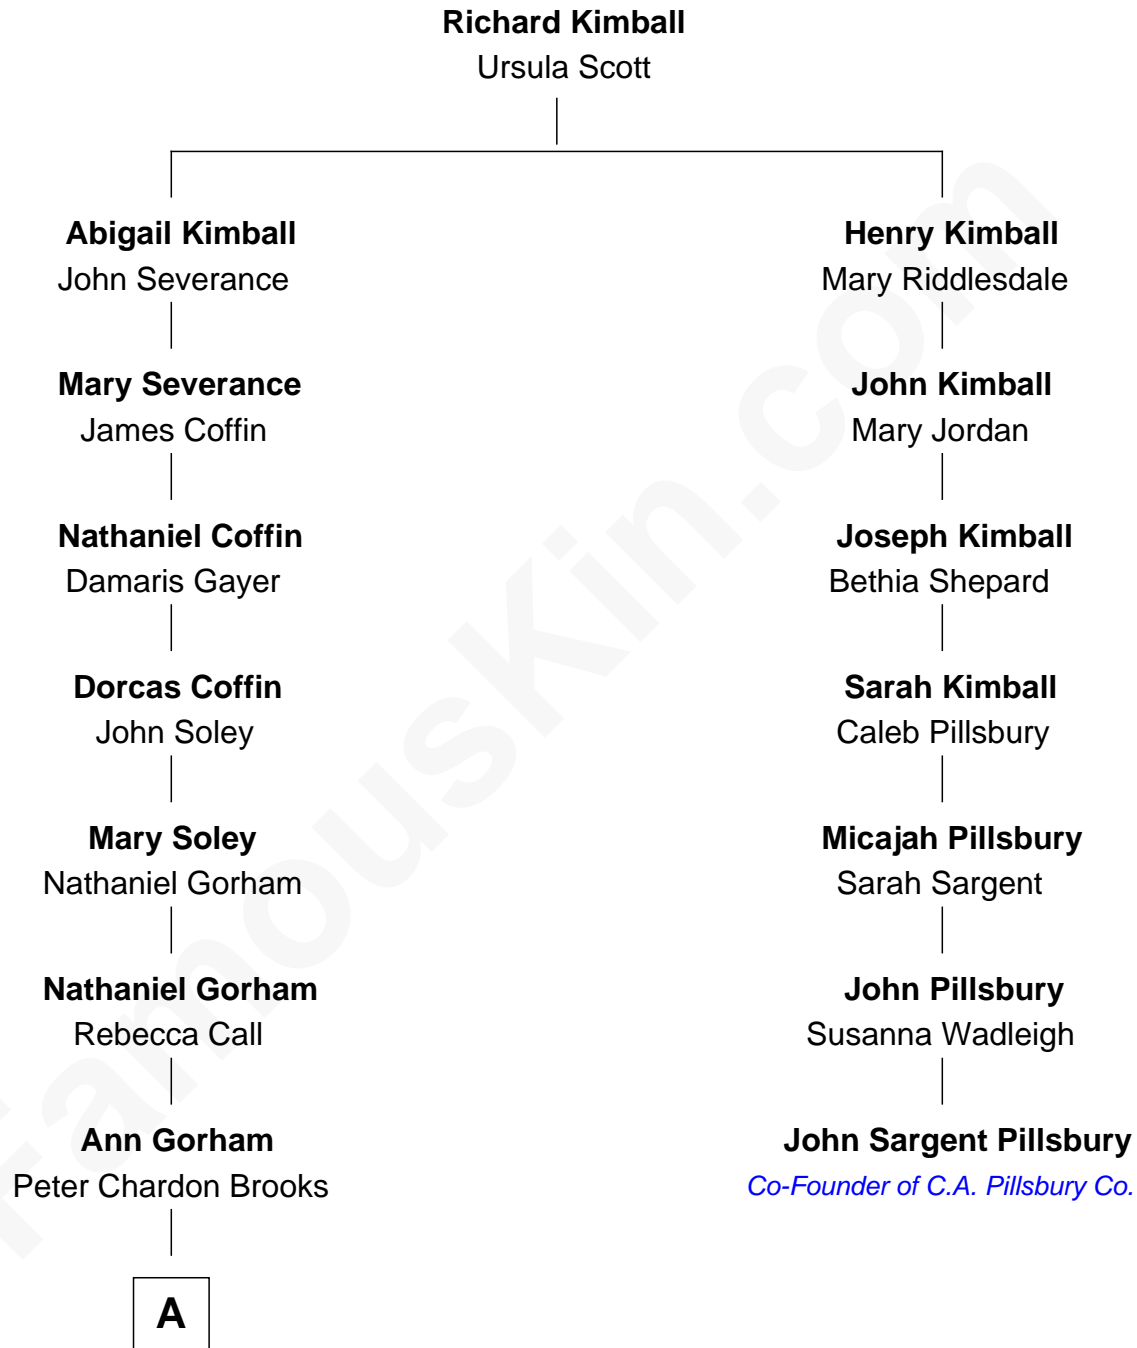 Richard Kimball
Ursula Scott
Abigail Kimball
John Severance
Mary Severance
James Coffin
Nathaniel Coffin
Damaris Gayer
Dorcas Coffin
John Soley
Mary Soley
Nathaniel Gorham
Nathaniel Gorham
Rebecca Call
Ann Gorham
Peter Chardon Brooks
A
Henry Kimball
Mary Riddlesdale
John Kimball
Mary Jordan
Joseph Kimball
Bethia Shepard
Sarah Kimball
Caleb Pillsbury
Micajah Pillsbury
Sarah Sargent
John Pillsbury
Susanna Wadleigh
John Sargent Pillsbury
Co-Founder of C.A. Pillsbury Co.
FamousKin.com